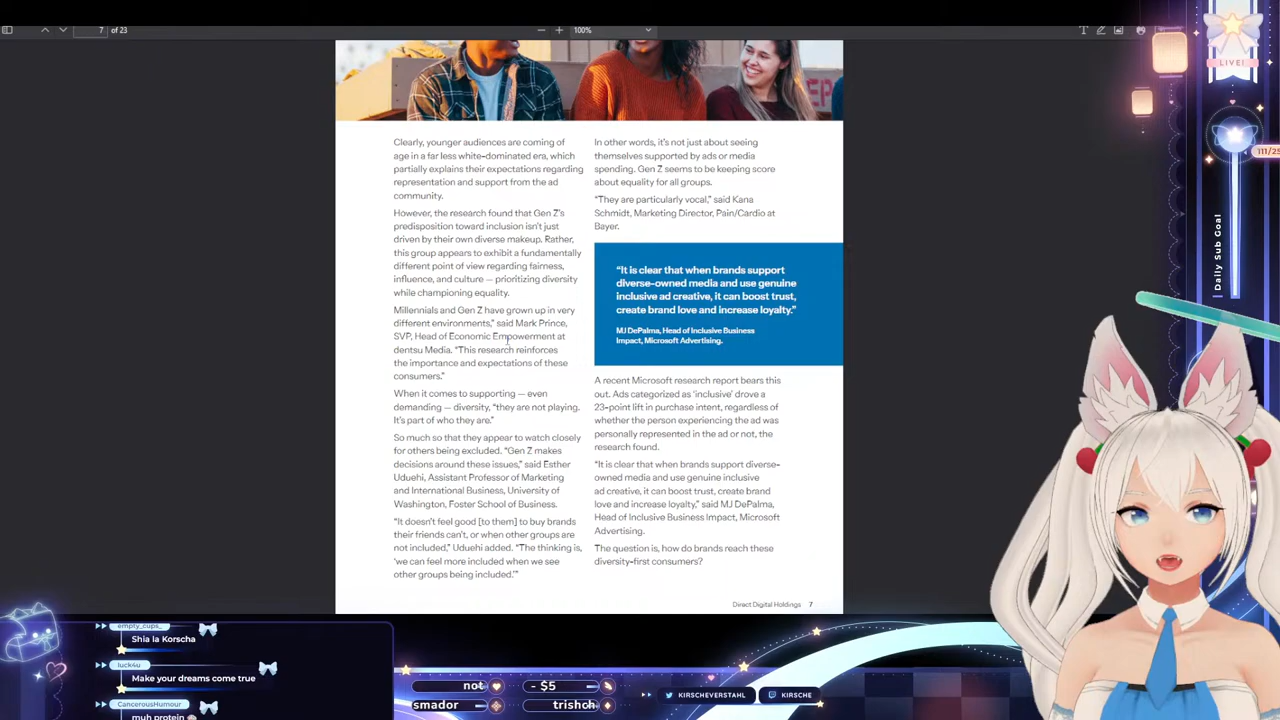 7 of 23
100%
LIVE!
111/25
Daily Sub Goal
Clearly, younger audiences are coming of
age in a far less white-dominated era, which
partially explains their expectations regarding
representation and support from the ad
community.
However, the research found that Gen Z's
predisposition toward inclusion isn't just
driven by their own diverse makeup. Rather,
this group appears to exhibit a fundamentally
different point of view regarding fairness,
influence, and culture — prioritizing diversity
while championing equality.
Millennials and Gen Z have grown up in very
different environments," said Mark Prince,
SVP, Head of Economic Empowerment at
dentsu Media. "This research reinforces
the importance and expectations of these
consumers."
When it comes to supporting — even
demanding — diversity, "they are not playing.
It's part of who they are."
So much so that they appear to watch closely
for others being excluded. "Gen Z makes
decisions around these issues," said Esther
Uduehi, Assistant Professor of Marketing
and International Business, University of
Washington, Foster School of Business.
"It doesn't feel good [to them] to buy brands
their friends can't, or when other groups are
not included," Uduehi added. "The thinking is,
'we can feel more included when we see
other groups being included.'"
In other words, it's not just about seeing
themselves supported by ads or media
spending. Gen Z seems to be keeping score
about equality for all groups.
"They are particularly vocal," said Kana
Schmidt, Marketing Director, Pain/Cardio at
Bayer.
"It is clear that when brands support
diverse-owned media and use genuine
inclusive ad creative, it can boost trust,
create brand love and increase loyalty."
MJ DePalma, Head of Inclusive Business
Impact, Microsoft Advertising.
A recent Microsoft research report bears this
out. Ads categorized as 'inclusive' drove a
23-point lift in purchase intent, regardless of
whether the person experiencing the ad was
personally represented in the ad or not, the
research found.
"It is clear that when brands support diverse-
owned media and use genuine inclusive
ad creative, it can boost trust, create brand
love and increase loyalty," said MJ DePalma,
Head of Inclusive Business Impact, Microsoft
Advertising.
The question is, how do brands reach these
diversity-first consumers?
Direct Digital Holdings 7
empty_cups_
Shia la Korscha
luck4u
Make your dreams come true
CancerousHumour
muh protein
not
- $5
smador
trishch
KIRSCHEVERSTAHL
KIRSCHE